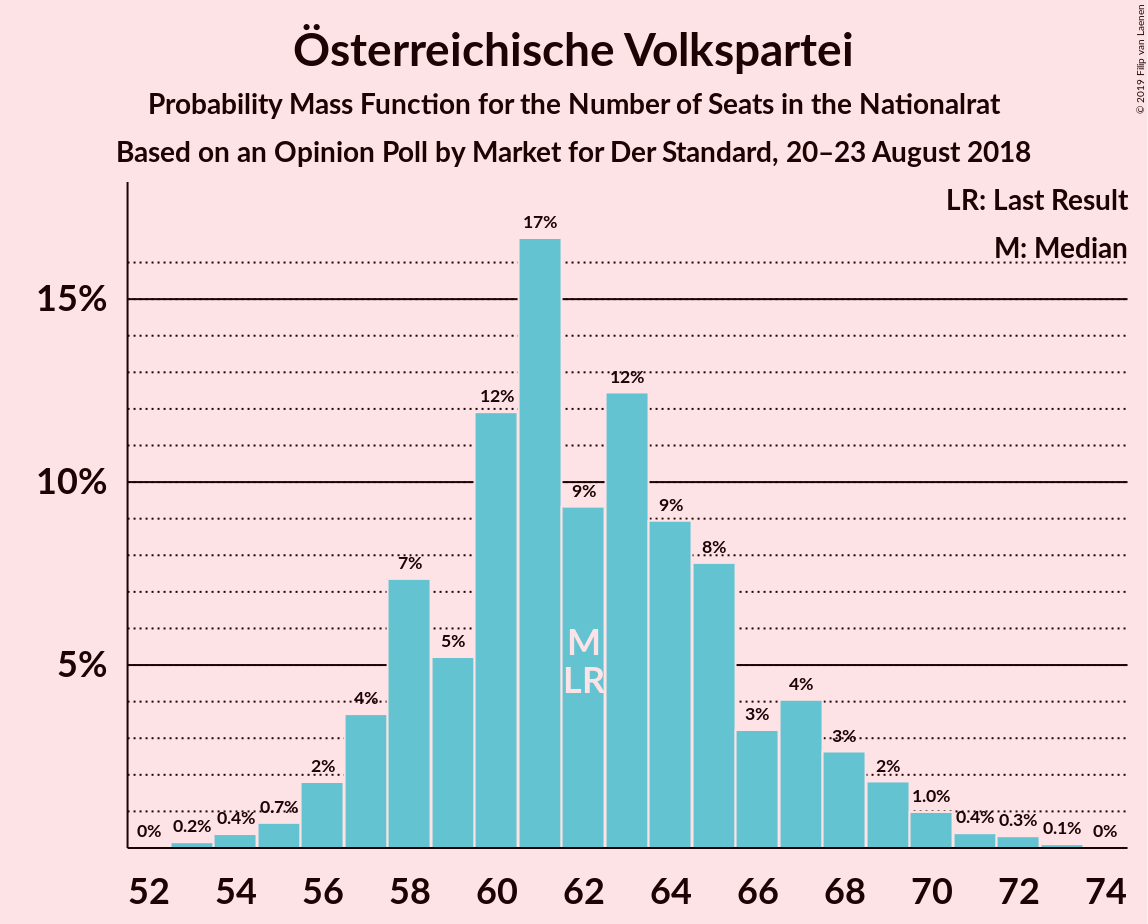 Österreichische Volkspartei
Probability Mass Function for the Number of Seats in the Nationalrat
Based on an Opinion Poll by Market for Der Standard, 20–23 August 2018
© 2019 Filip van Laenen
LR: Last Result
M: Median
15%
10%
5%
0%
0.2%
0.4%
0.7%
2%
4%
7%
5%
12%
17%
9%
12%
9%
8%
3%
4%
3%
2%
1.0%
0.4%
0.3%
0.1%
0%
M
LR
52 54 56 58 60 62 64 66 68 70 72 74